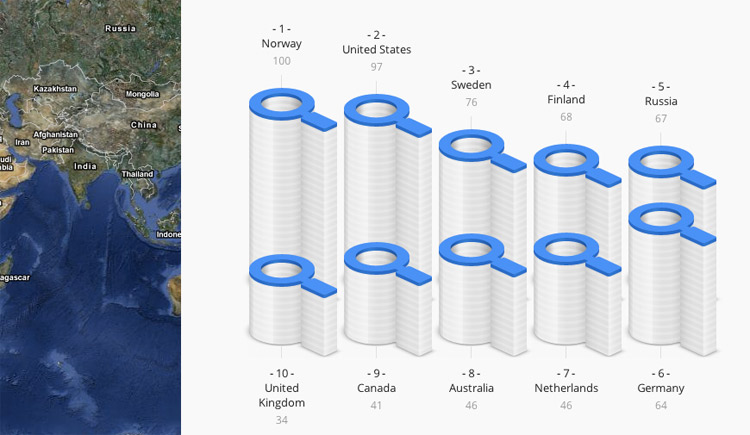 Russia
Kazakhstan
Mongolia
China
Afghanistan
Iran
Pakistan
India
Thailand
Indone
agascar
- 1 -
Norway
100
- 2 -
United States
97
- 3 -
Sweden
76
- 4 -
Finland
68
- 5 -
Russia
67
- 10 -
United
Kingdom
34
- 9 -
Canada
41
- 8 -
Australia
46
- 7 -
Netherlands
46
- 6 -
Germany
64